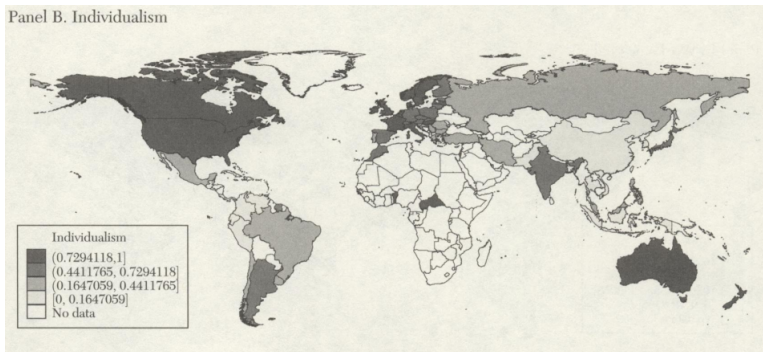 Panel B. Individualism
Individualism
(0.7294118,1]
(0.4411765, 0.7294118]
(0.1647059, 0.4411765]
[0, 0.1647059]
No data